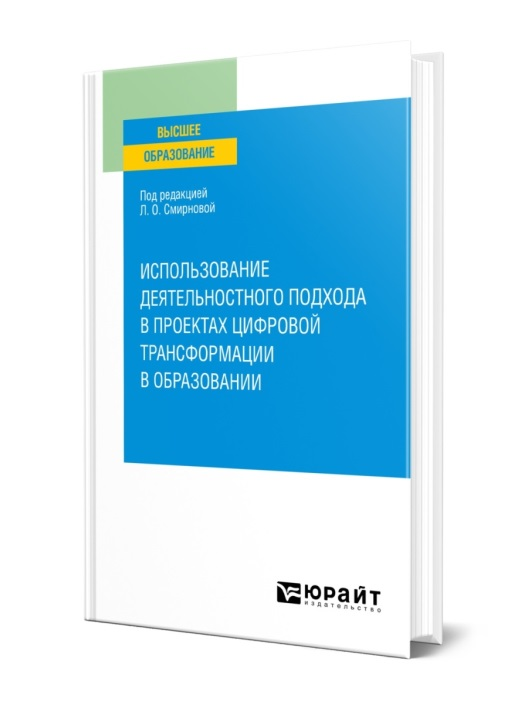 ВЫСШЕЕ
ОБРАЗОВАНИЕ
Под редакцией
Л. О. Смирновой
ИСПОЛЬЗОВАНИЕ
ДЕЯТЕЛЬНОСТНОГО ПОДХОДА
В ПРОЕКТАХ ЦИФРОВОЙ
ТРАНСФОРМАЦИИ
В ОБРАЗОВАНИИ
ЮРАЙТ
издательство